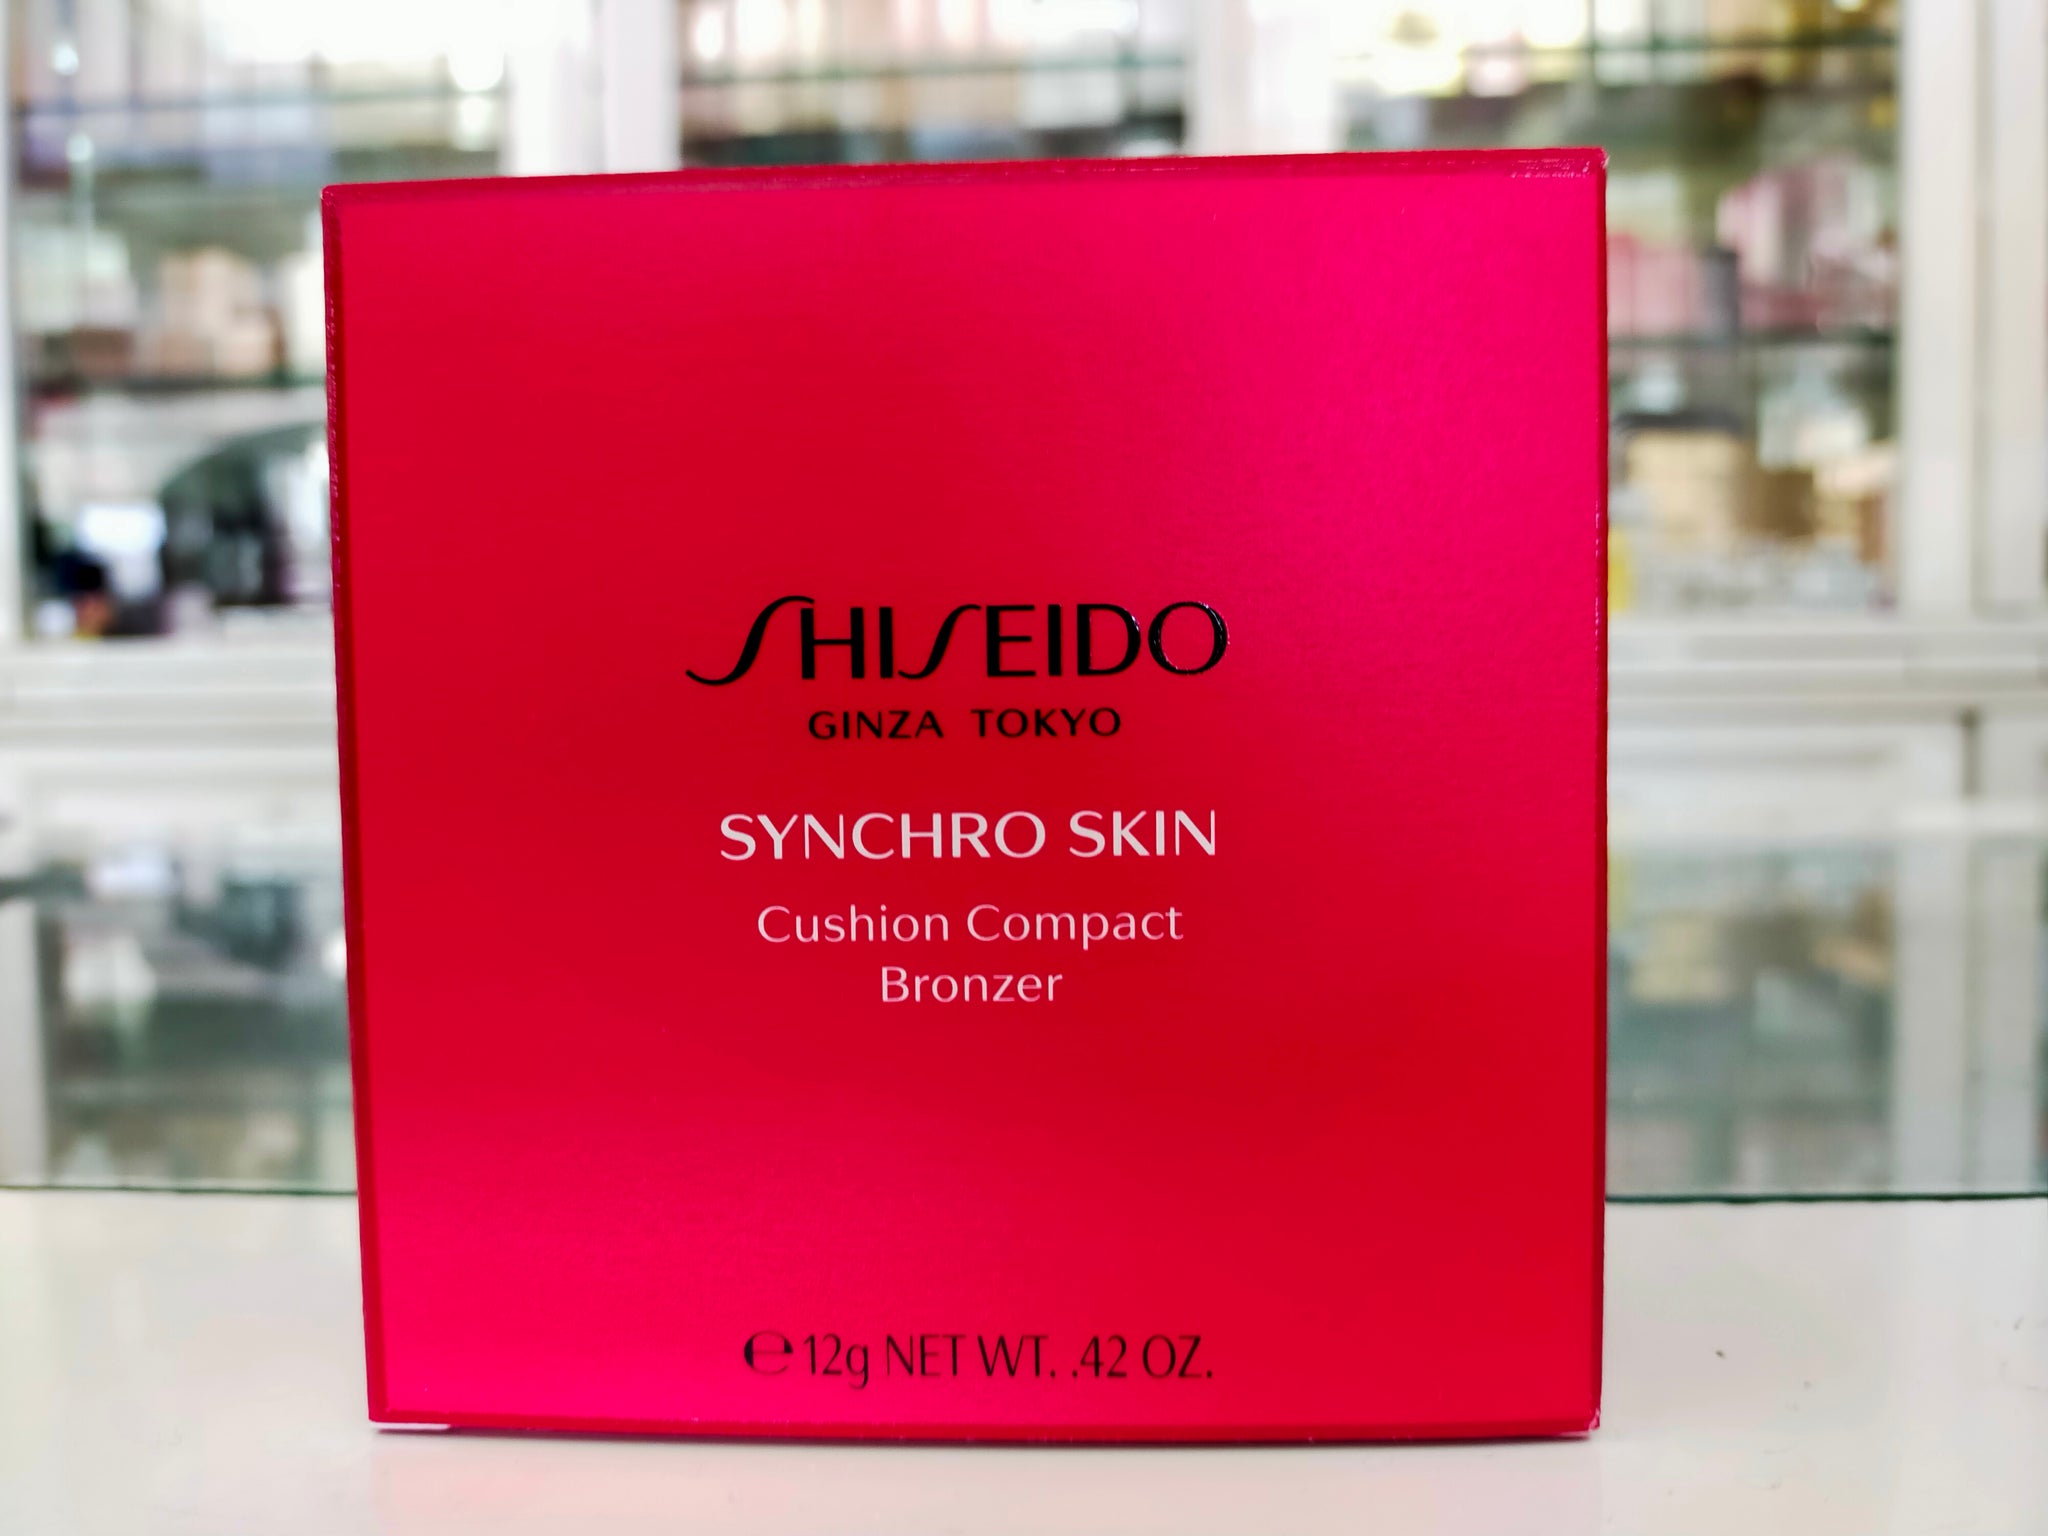 SHISEIDO
GINZA TOKYO
SYNCHRO SKIN
Cushion Compact
Bronzer
℮12g NET WT. .42 OZ.